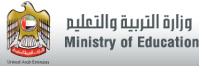 وزارة التربية والتعليم
Ministry of Education
United Arab Emirates